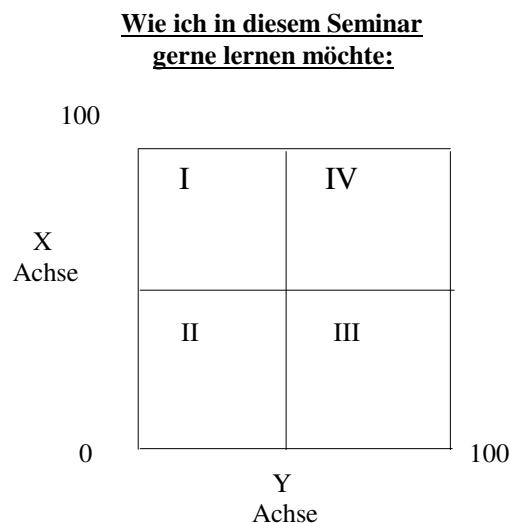 Wie ich in diesem Seminar
gerne lernen möchte:
100
I IV
X
Achse
II III
0 100
Y
Achse